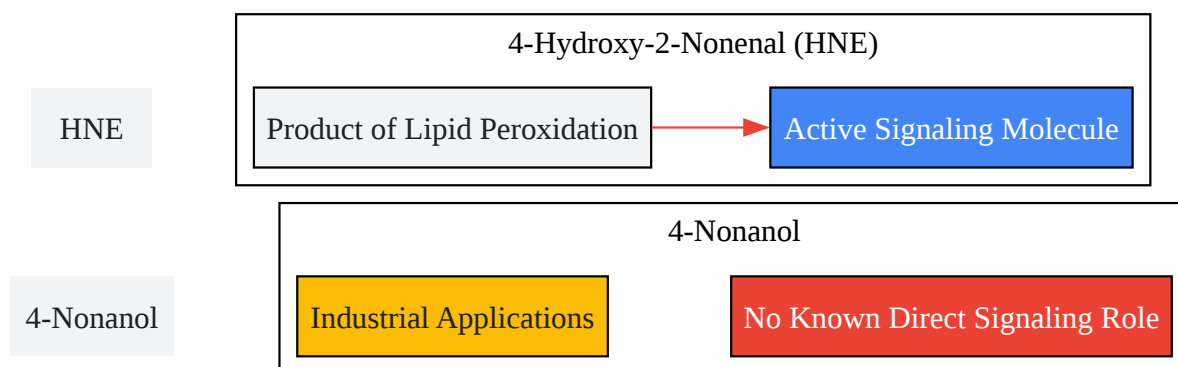 4-Hydroxy-2-Nonenal (HNE)
HNE
Product of Lipid Peroxidation
Active Signaling Molecule
4-Nonanol
4-Nonanol
Industrial Applications
No Known Direct Signaling Role